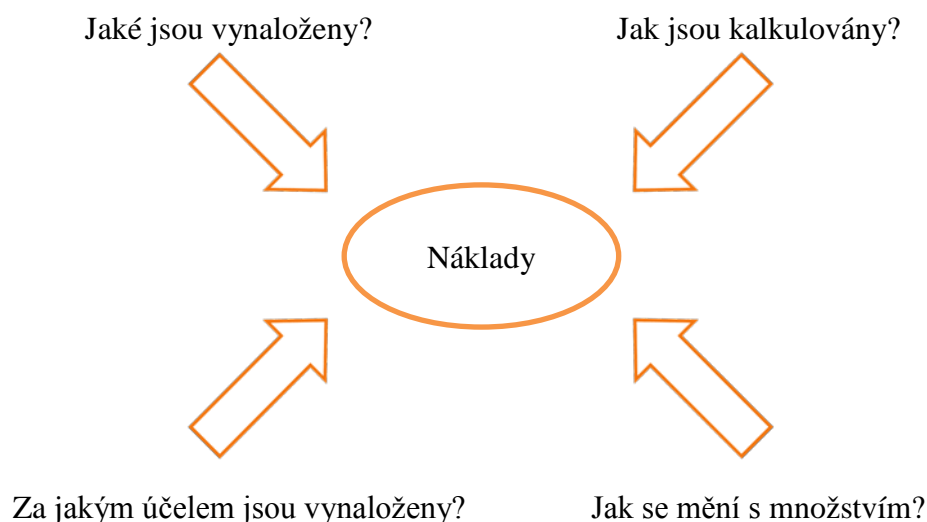 Jaké jsou vynaloženy?
Jak jsou kalkulovány?
Náklady
Za jakým účelem jsou vynaloženy?
Jak se mění s množstvím?